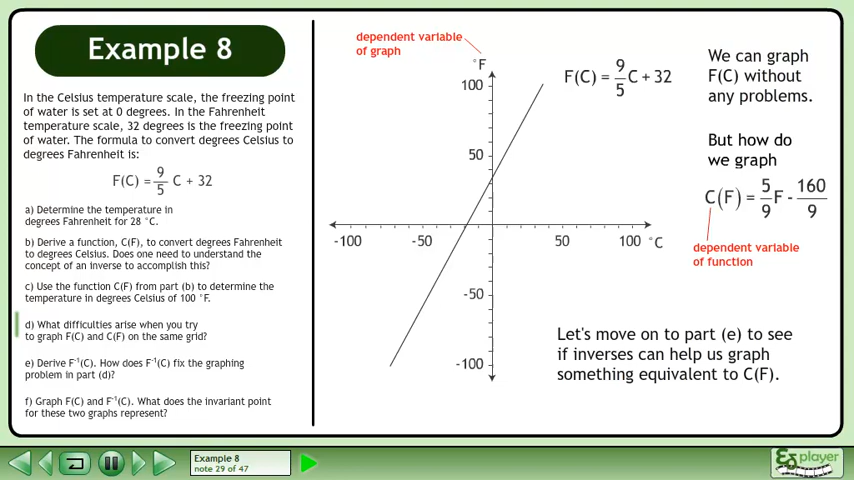 Example 8
In the Celsius temperature scale, the freezing point
of water is set at 0 degrees. In the Fahrenheit
temperature scale, 32 degrees is the freezing point
of water. The formula to convert degrees Celsius to
degrees Fahrenheit is:
F(C) = 9/5 C + 32
a) Determine the temperature in
degrees Fahrenheit for 28 °C.
b) Derive a function, C(F), to convert degrees Fahrenheit
to degrees Celsius. Does one need to understand the
concept of an inverse to accomplish this?
c) Use the function C(F) from part (b) to determine the
temperature in degrees Celsius of 100 °F.
d) What difficulties arise when you try
to graph F(C) and C(F) on the same grid?
e) Derive F⁻¹(C). How does F⁻¹(C) fix the graphing
problem in part (d)?
f) Graph F(C) and F⁻¹(C). What does the invariant point
for these two graphs represent?
dependent variable
of graph
°F
100
50
-100
-50
50
100
°C
-50
-100
F(C) = 9/5 C + 32
We can graph
F(C) without
any problems.
But how do
we graph
C(F) = 5/9 F - 160/9
dependent variable
of function
Let's move on to part (e) to see
if inverses can help us graph
something equivalent to C(F).
Example 8
note 29 of 47
player